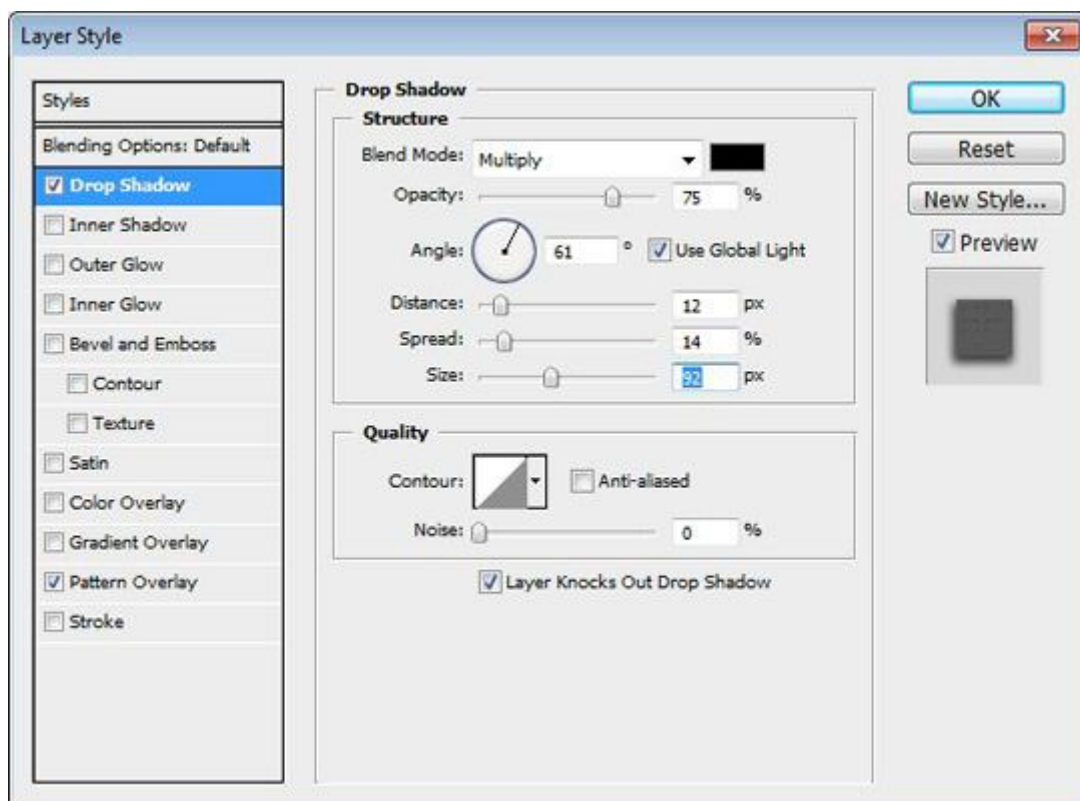 Layer Style
Styles
Blending Options: Default
Drop Shadow
Inner Shadow
Outer Glow
Inner Glow
Bevel and Emboss
Contour
Texture
Satin
Color Overlay
Gradient Overlay
Pattern Overlay
Stroke
Drop Shadow
Structure
Blend Mode: Multiply
Opacity: 75 %
Angle: 61 ° Use Global Light
Distance: 12 px
Spread: 14 %
Size: 92 px
Quality
Contour: Anti-aliased
Noise: 0 %
Layer Knocks Out Drop Shadow
OK
Reset
New Style...
Preview